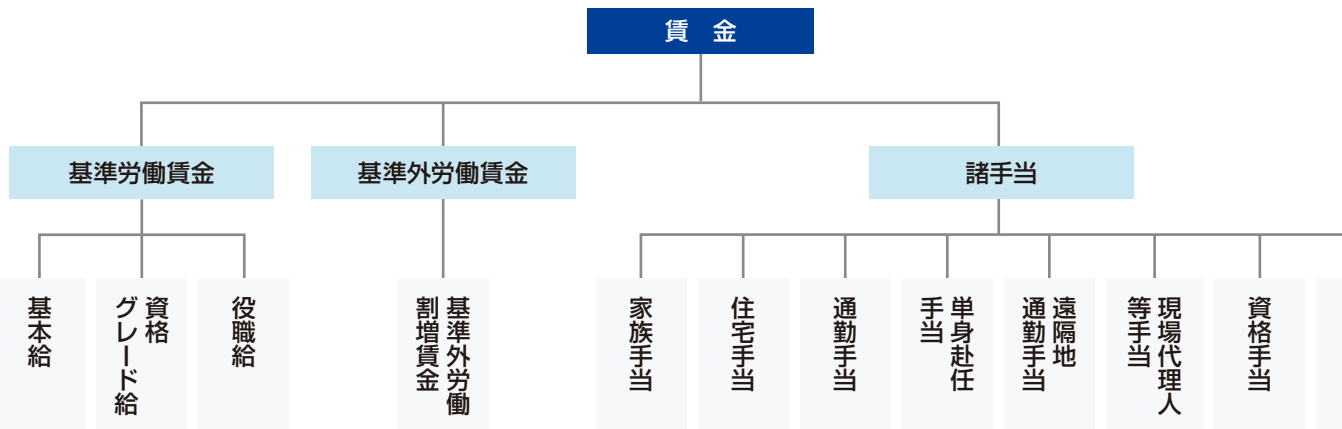 賃　金
基準労働賃金
基準外労働賃金
諸手当
基本給
資格
グレード給
役職給
基準外労働
割増賃金
家族手当
住宅手当
通勤手当
単身赴任
手当
遠隔地
通勤手当
現場代理人
等手当
資格手当